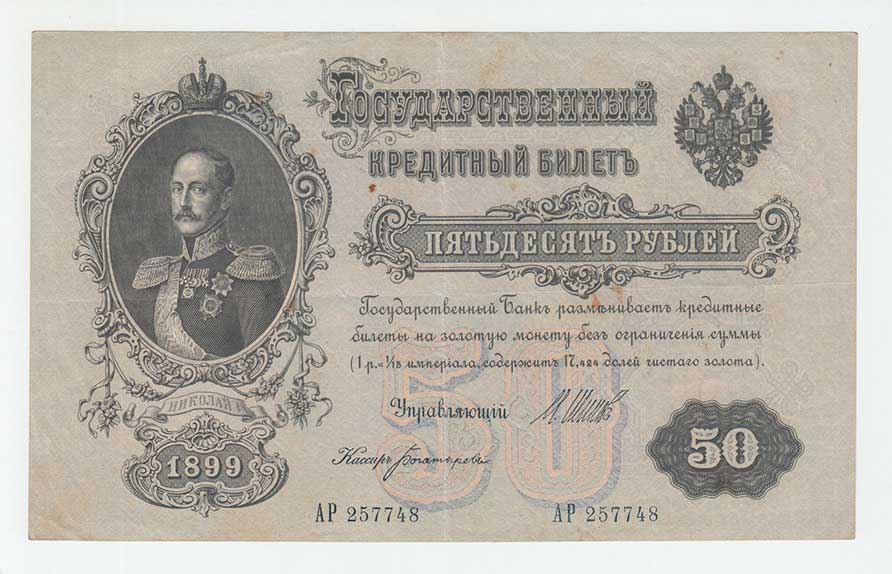 Государственный
Кредитный Билетъ
Пятьдесятъ Рублей
Государственный Банкъ размѣниваетъ кредитные
билеты на золотую монету безъ ограниченія суммы
(1 р.= 1/15 имперіала, содержитъ 17,424 долей чистаго золота).
Управляющій
Кассиръ Богатыревъ
НИКОЛАЙ I
1899
50
50
АР 257748
АР 257748